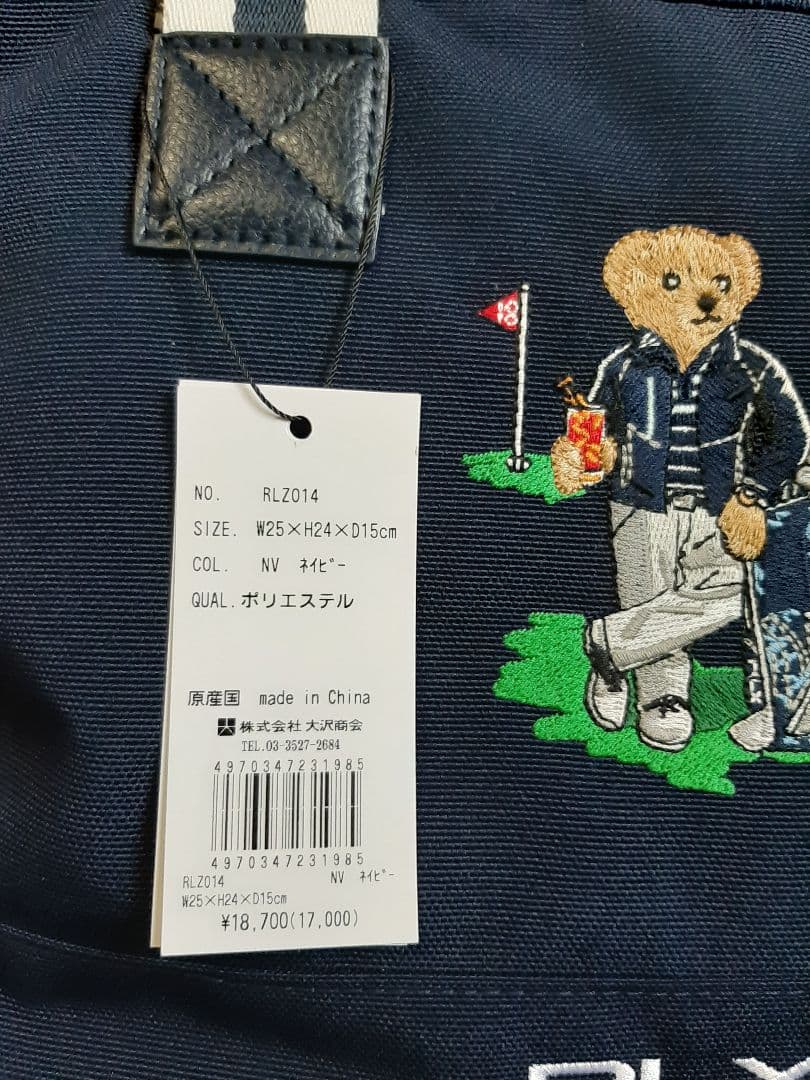 18
NO. RLZ014
SIZE. W25×H24×D15cm
COL. NV ﾈｲﾋﾞｰ
QUAL. ポリエステル
原産国 made in China
株式会社 大沢商会
TEL.03-3527-2684
4970347231985
4970347231985
RLZ014 NV ﾈｲﾋﾞｰ
W25×H24×D15cm
¥18,700(17,000)